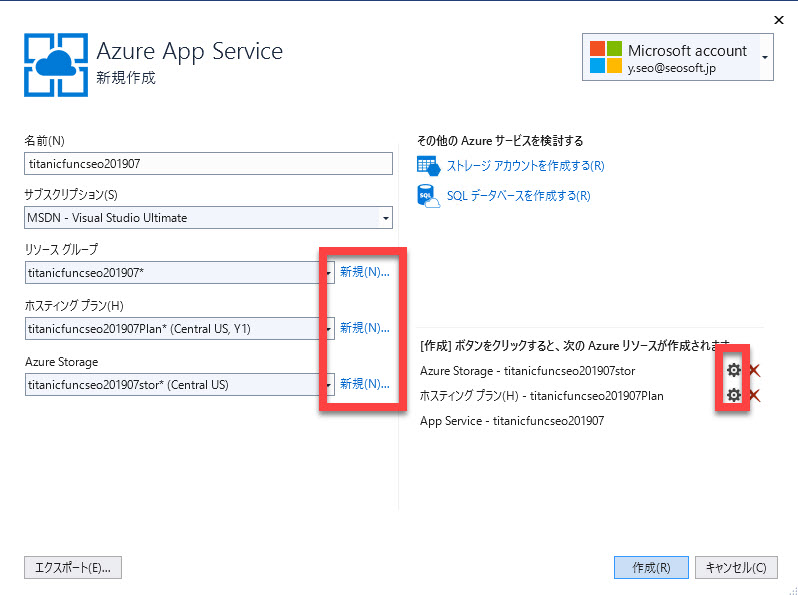 Azure App Service
新規作成
Microsoft account
y.seo@seosoft.jp
名前(N)
titanicfuncseo201907
サブスクリプション(S)
MSDN - Visual Studio Ultimate
リソース グループ
titanicfuncseo201907*
新規(N)...
ホスティング プラン(H)
titanicfuncseo201907Plan* (Central US, Y1)
新規(N)...
Azure Storage
titanicfuncseo201907stor* (Central US)
新規(N)...
その他の Azure サービスを検討する
ストレージ アカウントを作成する(R)
SQL
SQL データベースを作成する(R)
[作成] ボタンをクリックすると、次の Azure リソースが作成されます
Azure Storage - titanicfuncseo201907stor
ホスティング プラン(H) - titanicfuncseo201907Plan
App Service - titanicfuncseo201907
エクスポート(E)...
作成(R)
キャンセル(C)